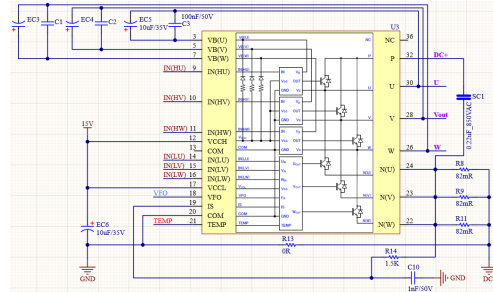 EC3
C1
EC4
C2
EC5
10uF/35V
100nF/50V
C3
U3
3 VB(U)
5 VB(V)
7 VB(W)
IN(HU) 9 IN(HU)
IN(HV) 10 IN(HV)
IN(HW) 11 IN(HW)
15V
12 VCCH
13 COM
IN(LU) 14 IN(LU)
IN(LV) 15 IN(LV)
IN(LW) 16 IN(LW)
17 VCCL
VFO 18 VFO
19 IS
20 COM
TEMP 21 TEMP
NC 36
P 32 DC+
U 30 U
V 28 Vout
W 26 W
N(U) 24
N(V) 23
N(W) 22
SC1
0.22uF_850VAC
R8
82mR
R9
82mR
R11
82mR
EC6
10uF/35V
R13
0R
R14
1.5K
C10
1nF/50V
GND
GND
DC